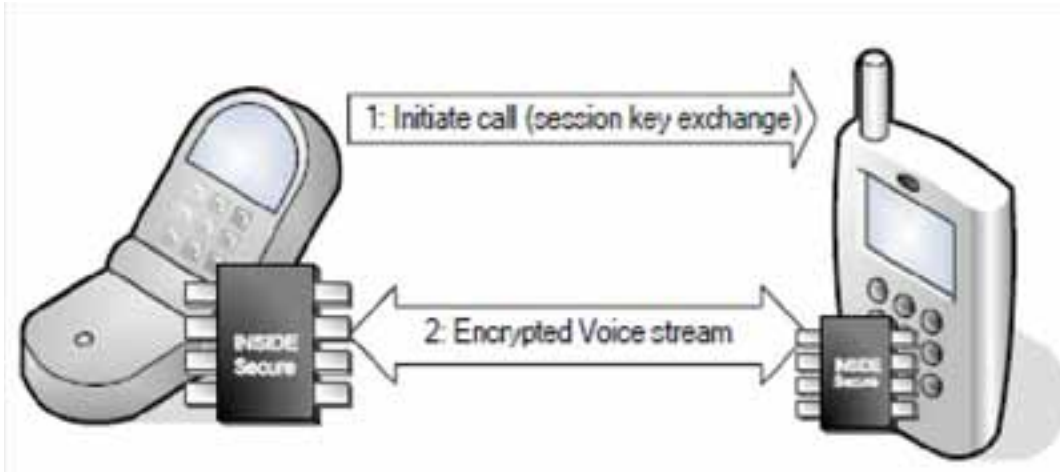 1: Initiate call (session key exchange)
2: Encrypted Voice stream
INSIDE
Secure
INSIDE
Secure